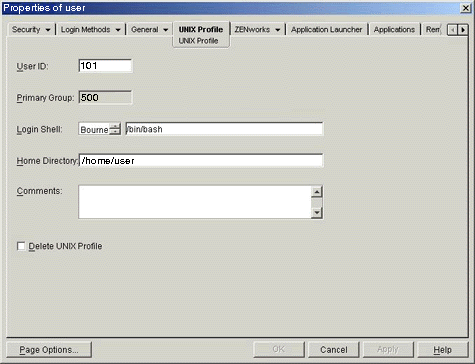 Properties of user
Security Login Methods General UNIX Profile ZENworks Application Launcher Applications Rem
UNIX Profile
User ID: 101
Primary Group: 500
Login Shell: Bourne /bin/bash
Home Directory: /home/user
Comments:
Delete UNIX Profile
Page Options... OK Cancel Apply Help